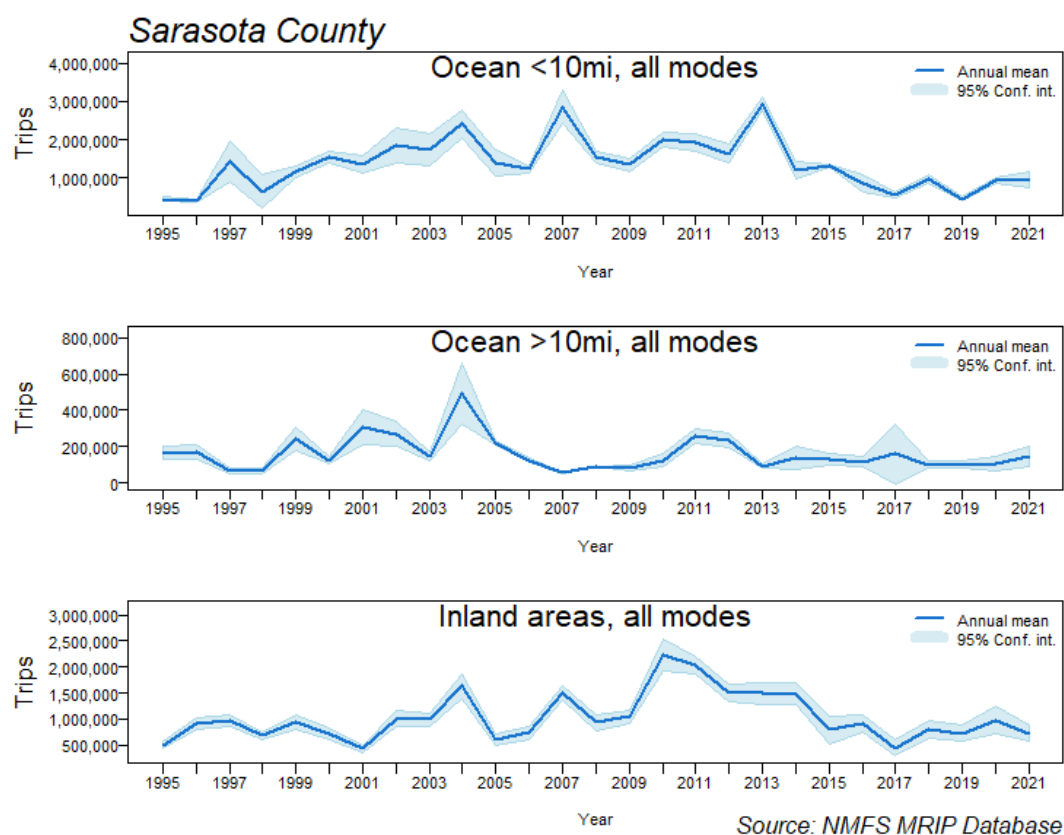 Sarasota County
Ocean <10mi, all modes
Annual mean
95% Conf. int.
Trips
4,000,000
3,000,000
2,000,000
1,000,000
1995 1997 1999 2001 2003 2005 2007 2009 2011 2013 2015 2017 2019 2021
Year
Ocean >10mi, all modes
Annual mean
95% Conf. int.
Trips
800,000
600,000
400,000
200,000
0
1995 1997 1999 2001 2003 2005 2007 2009 2011 2013 2015 2017 2019 2021
Year
Inland areas, all modes
Annual mean
95% Conf. int.
Trips
3,000,000
2,500,000
2,000,000
1,500,000
1,000,000
500,000
1995 1997 1999 2001 2003 2005 2007 2009 2011 2013 2015 2017 2019 2021
Year
Source: NMFS MRIP Database